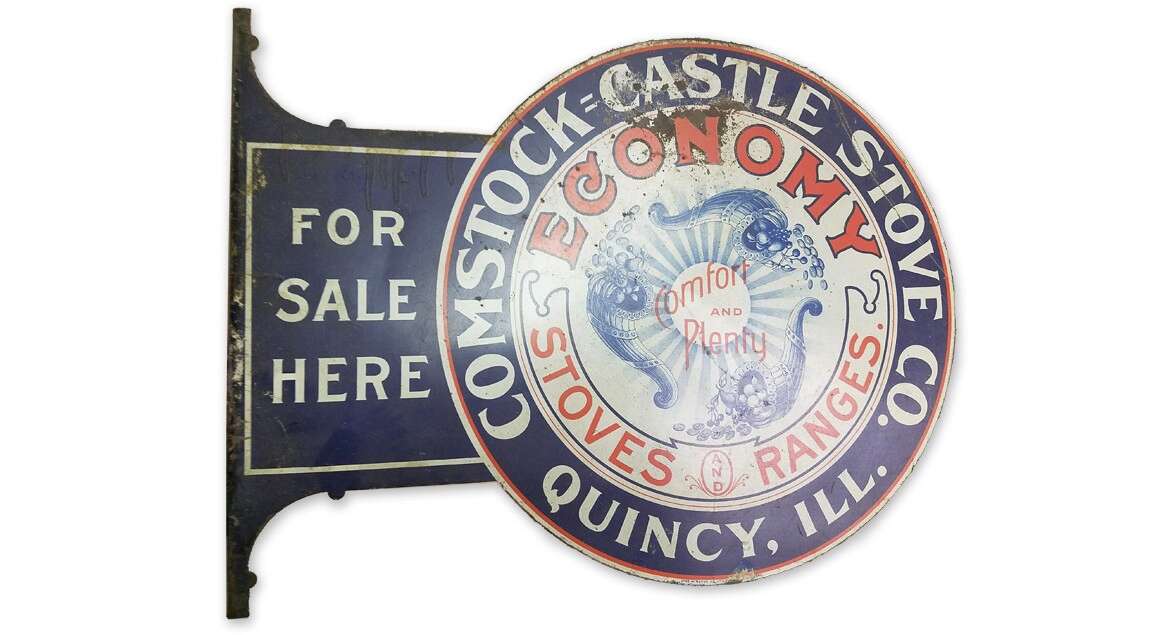 FOR
SALE
HERE
COMSTOCK=CASTLE STOVE CO.
QUINCY, ILL.
ECONOMY
Comfort
AND
Plenty
STOVES AND RANGES.